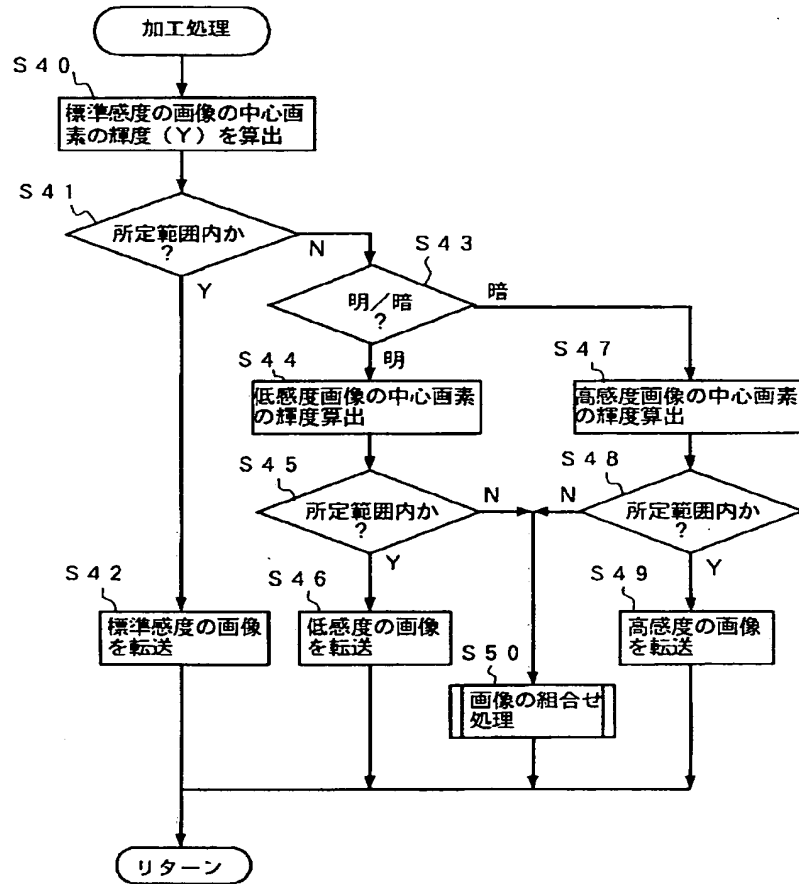 加工処理
S40
標準感度の画像の中心画
素の輝度（Y）を算出
S41
所定範囲内か
?
N
Y
S43
明／暗
?
暗
明
S44
低感度画像の中心画素
の輝度算出
S47
高感度画像の中心画素
の輝度算出
S45
所定範囲内か
?
N
Y
S48
所定範囲内か
?
N
Y
S42
標準感度の画像
を転送
S46
低感度の画像
を転送
S49
高感度の画像
を転送
S50
画像の組合せ
処理
リターン